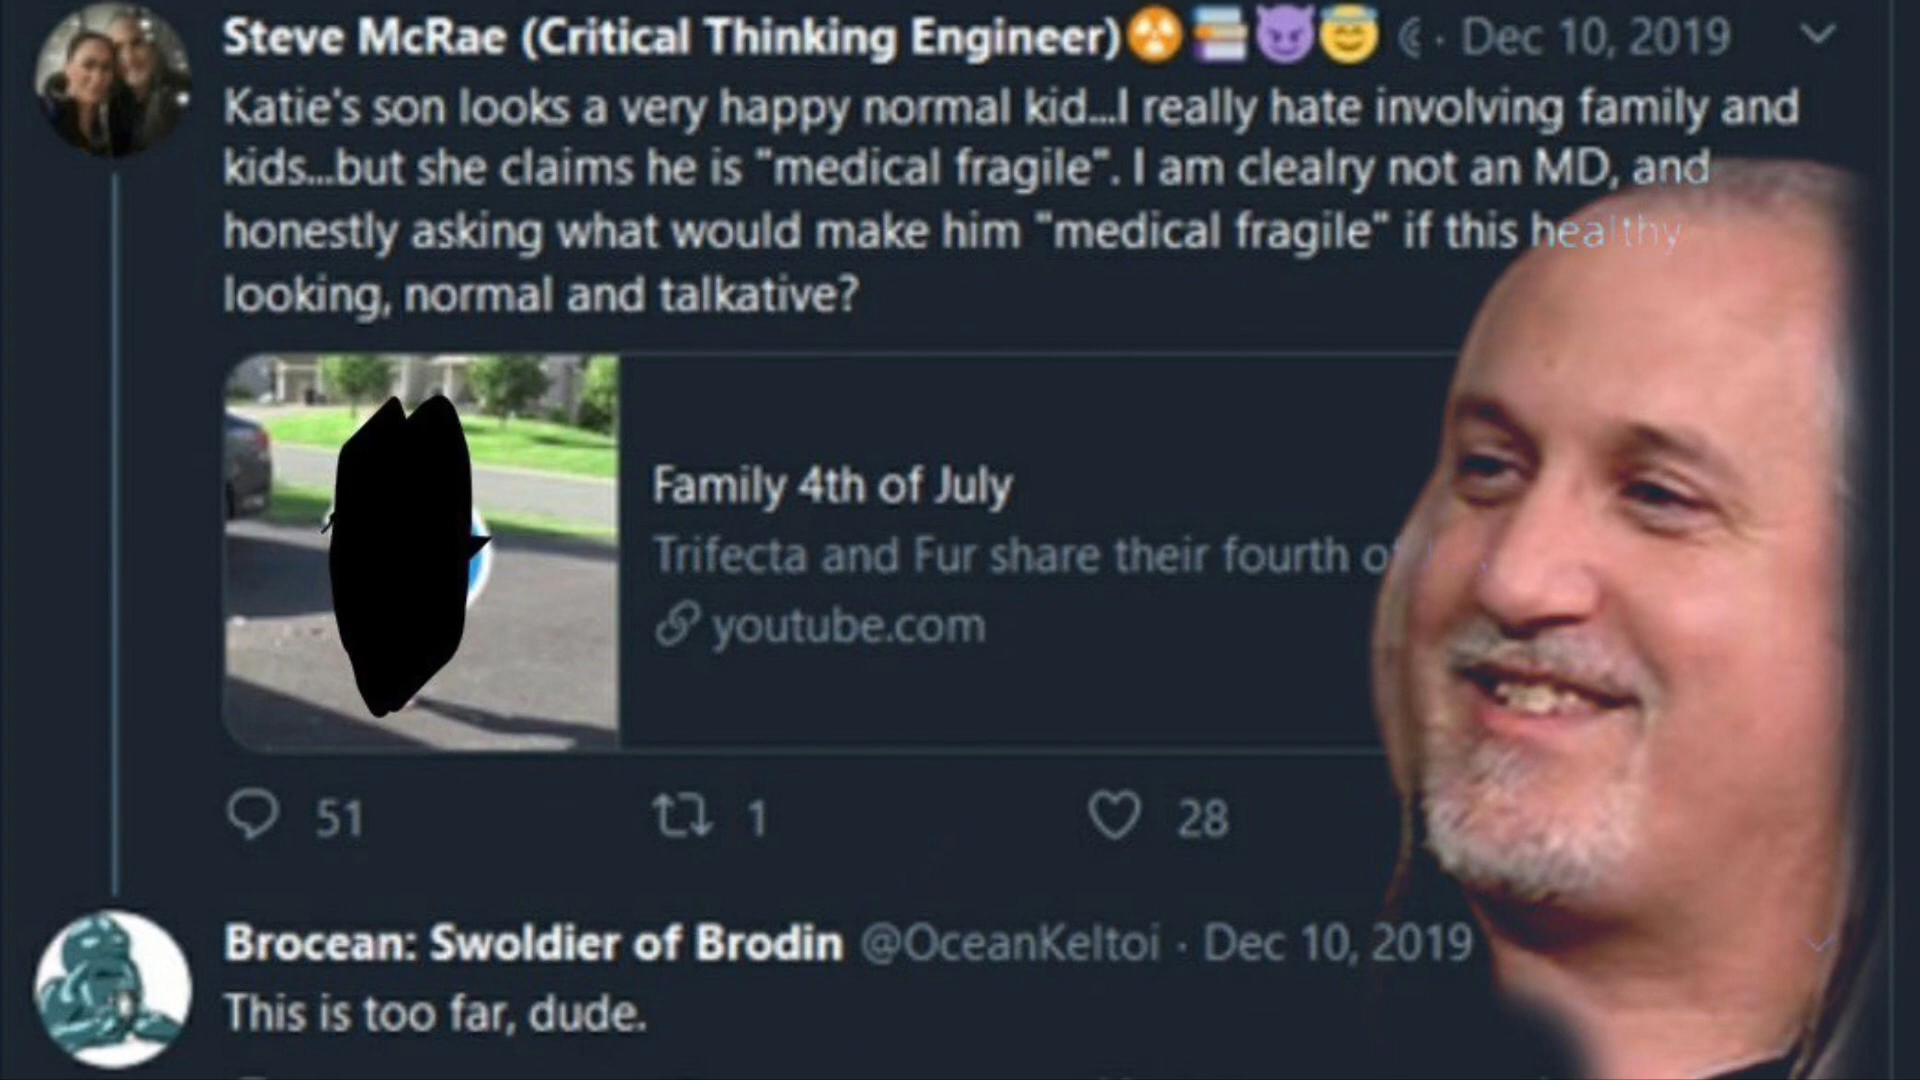 Steve McRae (Critical Thinking Engineer) · Dec 10, 2019
Katie's son looks a very happy normal kid...I really hate involving family and
kids...but she claims he is "medical fragile". I am clealry not an MD, and
honestly asking what would make him "medical fragile" if this healthy
looking, normal and talkative?
Family 4th of July
Trifecta and Fur share their fourth o
youtube.com
51 1 28
Brocean: Swoldier of Brodin @OceanKeltoi · Dec 10, 2019
This is too far, dude.